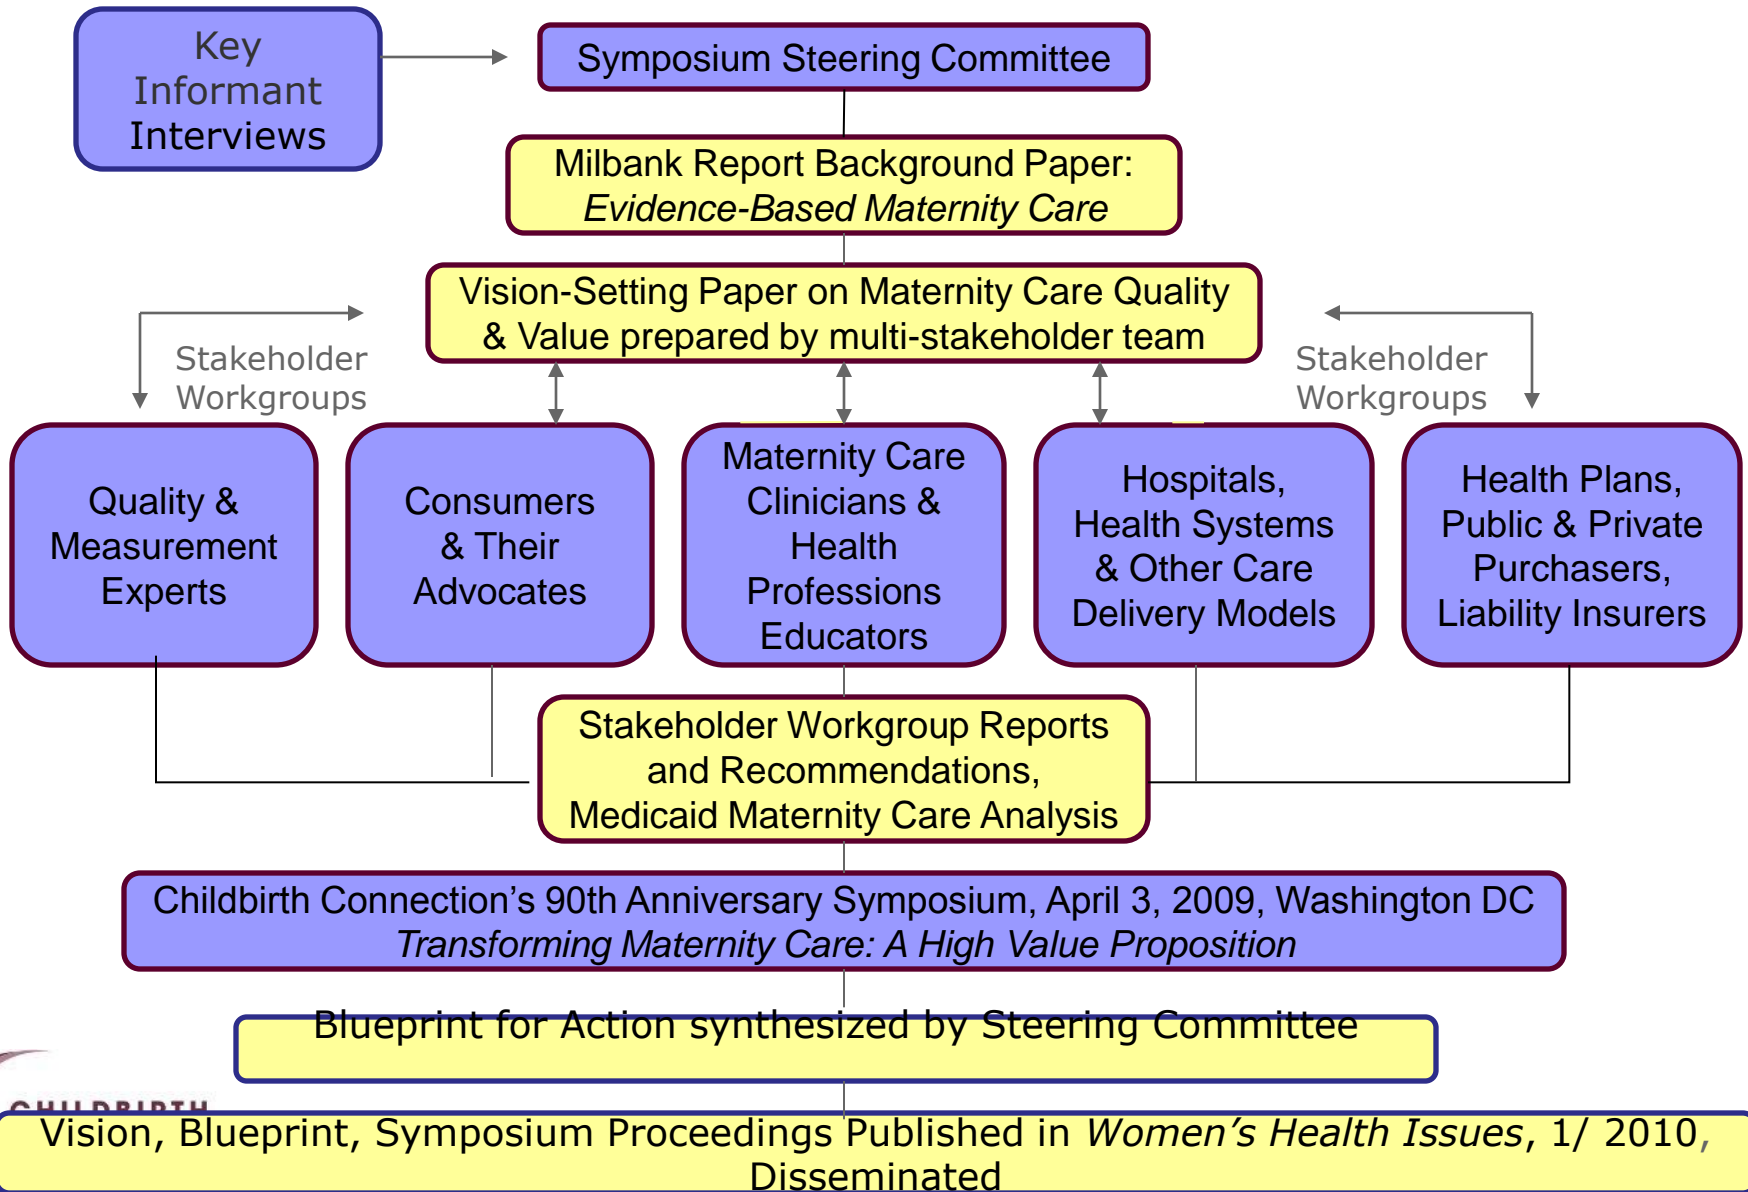 Key
Informant
Interviews
Symposium Steering Committee
Milbank Report Background Paper:
Evidence-Based Maternity Care
Vision-Setting Paper on Maternity Care Quality
& Value prepared by multi-stakeholder team
Stakeholder
Workgroups
Stakeholder
Workgroups
Quality &
Measurement
Experts
Consumers
& Their
Advocates
Maternity Care
Clinicians &
Health
Professions
Educators
Hospitals,
Health Systems
& Other Care
Delivery Models
Health Plans,
Public & Private
Purchasers,
Liability Insurers
Stakeholder Workgroup Reports
and Recommendations,
Medicaid Maternity Care Analysis
Childbirth Connection’s 90th Anniversary Symposium, April 3, 2009, Washington DC
Transforming Maternity Care: A High Value Proposition
Blueprint for Action synthesized by Steering Committee
CHILDBIRTH
Vision, Blueprint, Symposium Proceedings Published in Women’s Health Issues, 1/ 2010,
Disseminated